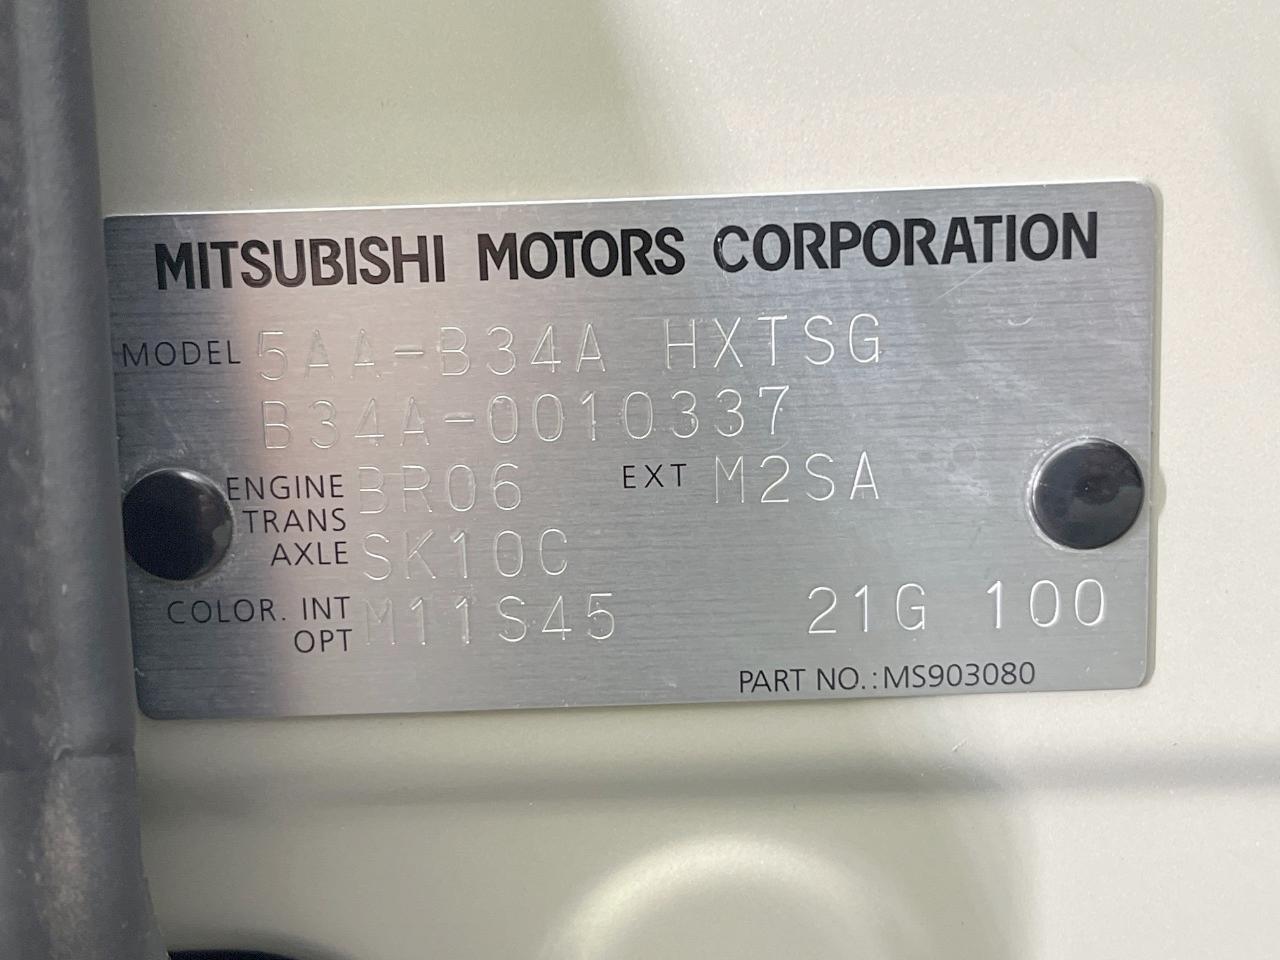 MITSUBISHI MOTORS CORPORATION
MODEL 5AA-B34A HXTSG
B34A-0010337
ENGINE BR06 EXT M2SA
TRANS
AXLE SK10C
COLOR. INT
OPT M11S45 21G 100
PART NO.:MS903080